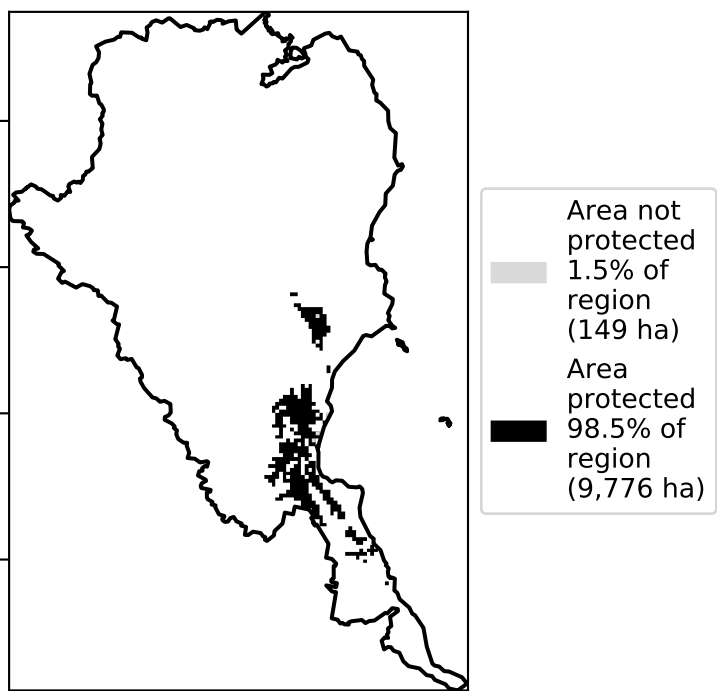 Area not
protected
1.5% of
region
(149 ha)
Area
protected
98.5% of
region
(9,776 ha)